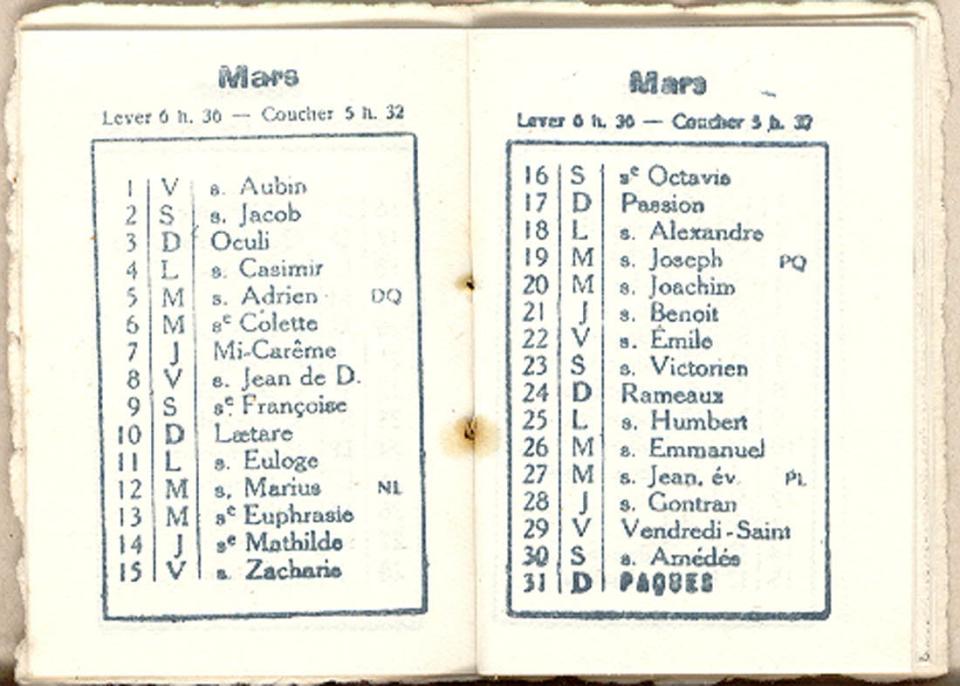 Mars
Lever 6 h. 36 — Coucher 5 h. 32
1 V s. Aubin
2 S s. Jacob
3 D Oculi
4 L s. Casimir
5 M s. Adrien DQ
6 M sᵉ Colette
7 J Mi-Carême
8 V s. Jean de D.
9 S sᵉ Françoise
10 D Lætare
11 L s. Euloge
12 M s. Marius NL
13 M sᵉ Euphrasie
14 J sᵉ Mathilde
15 V s. Zacharie
Mars
Lever 6 h. 36 — Coucher 5 h. 32
16 S sᵉ Octavie
17 D Passion
18 L s. Alexandre
19 M s. Joseph PQ
20 M s. Joachim
21 J s. Benoit
22 V s. Émile
23 S s. Victorien
24 D Rameaux
25 L s. Humbert
26 M s. Emmanuel
27 M s. Jean, év. PL
28 J s. Gontran
29 V Vendredi-Saint
30 S s. Amédée
31 D PAQUES